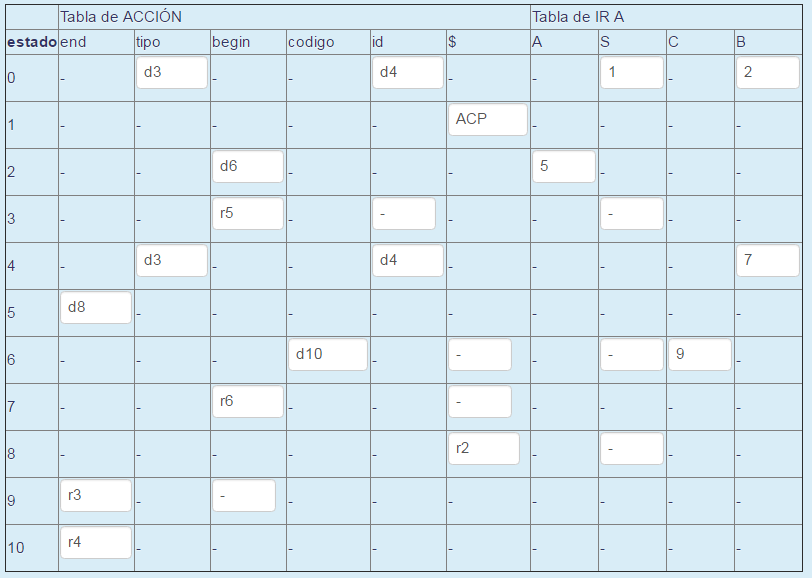 Tabla de ACCIÓN Tabla de IR A
estado end tipo begin codigo id $ A S C B
0 - d3 - - d4 - - 1 - 2
1 - - - - - ACP - - - -
2 - - d6 - - - 5 - - -
3 - - r5 - - - - - - -
4 - d3 - - d4 - - - - 7
5 d8 - - - - - - - - -
6 - - - d10 - - - - 9 -
7 - - r6 - - - - - - -
8 - - - - - r2 - - - -
9 r3 - - - - - - - - -
10 r4 - - - - - - - - -